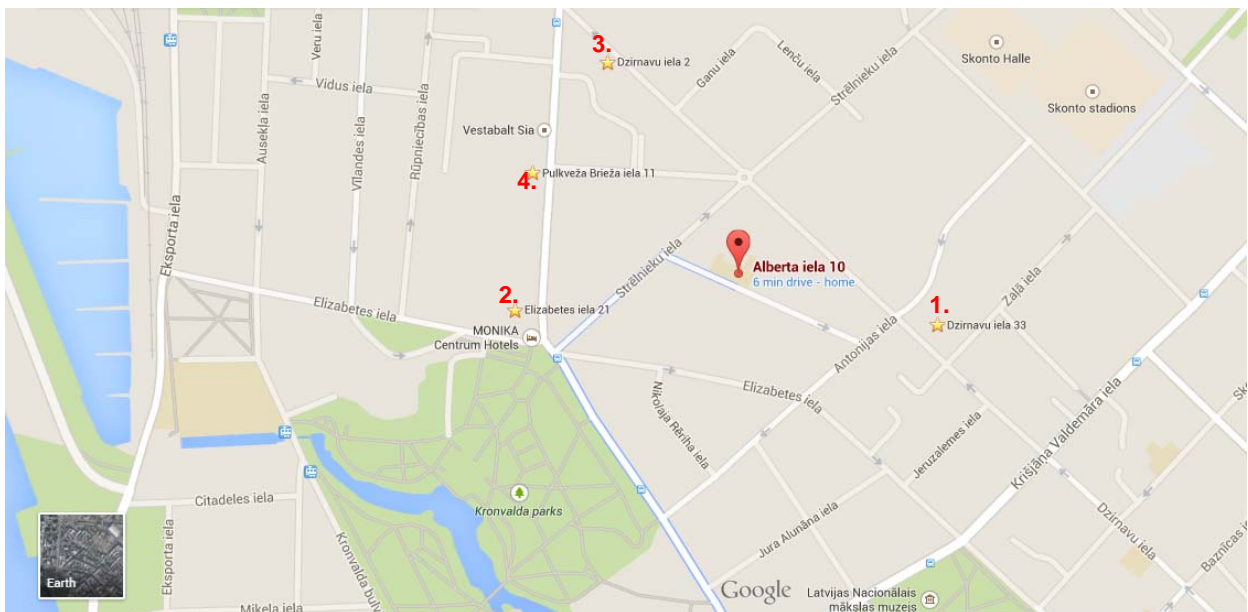 3.
Dzirnavu iela 2
Veru iela
Vidus iela
Ganu iela
Lenču iela
Strēlnieku iela
Skonto Halle
Skonto stadions
Ausekļa iela
Vīlandes iela
Rūpniecības iela
Vestabalt Sia
4.
Pulkveža Brieža iela 11
Eksporta iela
Strēlnieku iela
Alberta iela 10
6 min drive - home
Zaļā iela
1.
Dzirnavu iela 33
2.
Elizabetes iela 21
Elizabetes iela
MONIKA
Centrum Hotels
Antonijas iela
Elizabetes iela
Nikolaja Rēriha iela
Krišjāņa Valdemāra iela
Jeruzalemes iela
Citadeles iela
Kronvalda parks
Jura Alunāna iela
Dzirnavu iela
Baznīcas
Eksporta iela
Kronvalda bulv
Earth
Google
Latvijas Nacionālais
mākslas muzejs
Miķeļa iela